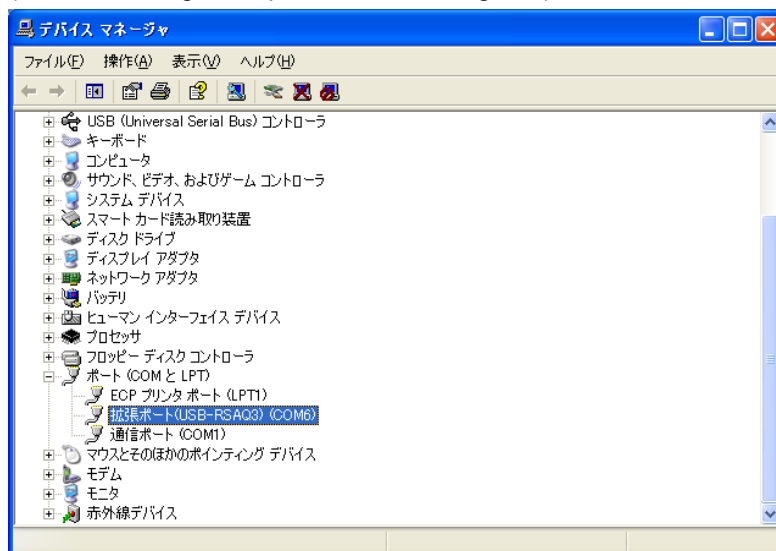 デバイス マネージャ
ファイル(F) 操作(A) 表示(V) ヘルプ(H)
USB (Universal Serial Bus) コントローラ
キーボード
コンピュータ
サウンド、ビデオ、およびゲーム コントローラ
システム デバイス
スマート カード読み取り装置
ディスク ドライブ
ディスプレイ アダプタ
ネットワーク アダプタ
バッテリ
ヒューマン インターフェイス デバイス
プロセッサ
フロッピー ディスク コントローラ
ポート (COM と LPT)
ECP プリンタ ポート (LPT1)
拡張ポート(USB-RSAQ3) (COM6)
通信ポート (COM1)
マウスとそのほかのポインティング デバイス
モデム
モニタ
赤外線デバイス